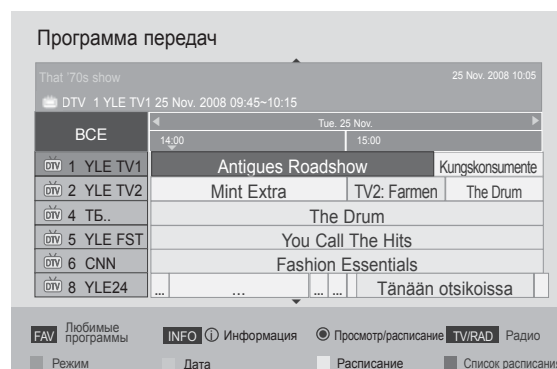 Программа передач
That '70s show 25 Nov. 2008 10:05
DTV 1 YLE TV1 25 Nov. 2008 09:45~10:15
ВСЕ
Tue. 25 Nov.
14:00 15:00
DTV 1 YLE TV1 Antigues Roadshow Kungskonsumente
DTV 2 YLE TV2 Mint Extra TV2: Farmen The Drum
DTV 4 ТБ.. The Drum
DTV 5 YLE FST You Call The Hits
DTV 6 CNN Fashion Essentials
DTV 8 YLE24 ... ... ... ... Tänään otsikoissa
FAV Любимые программы INFO i Информация Просмотр/расписание TV/RAD Радио
Режим Дата Расписание Список расписания